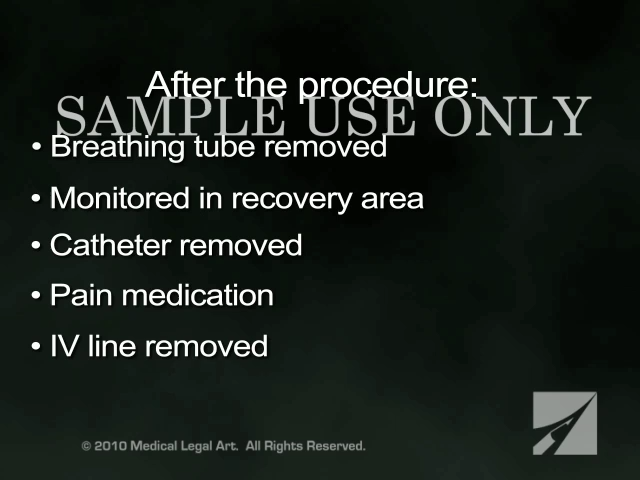 After the procedure:
SAMPLE USE ONLY
• Breathing tube removed
• Monitored in recovery area
• Catheter removed
• Pain medication
• IV line removed
© 2010 Medical Legal Art. All Rights Reserved.